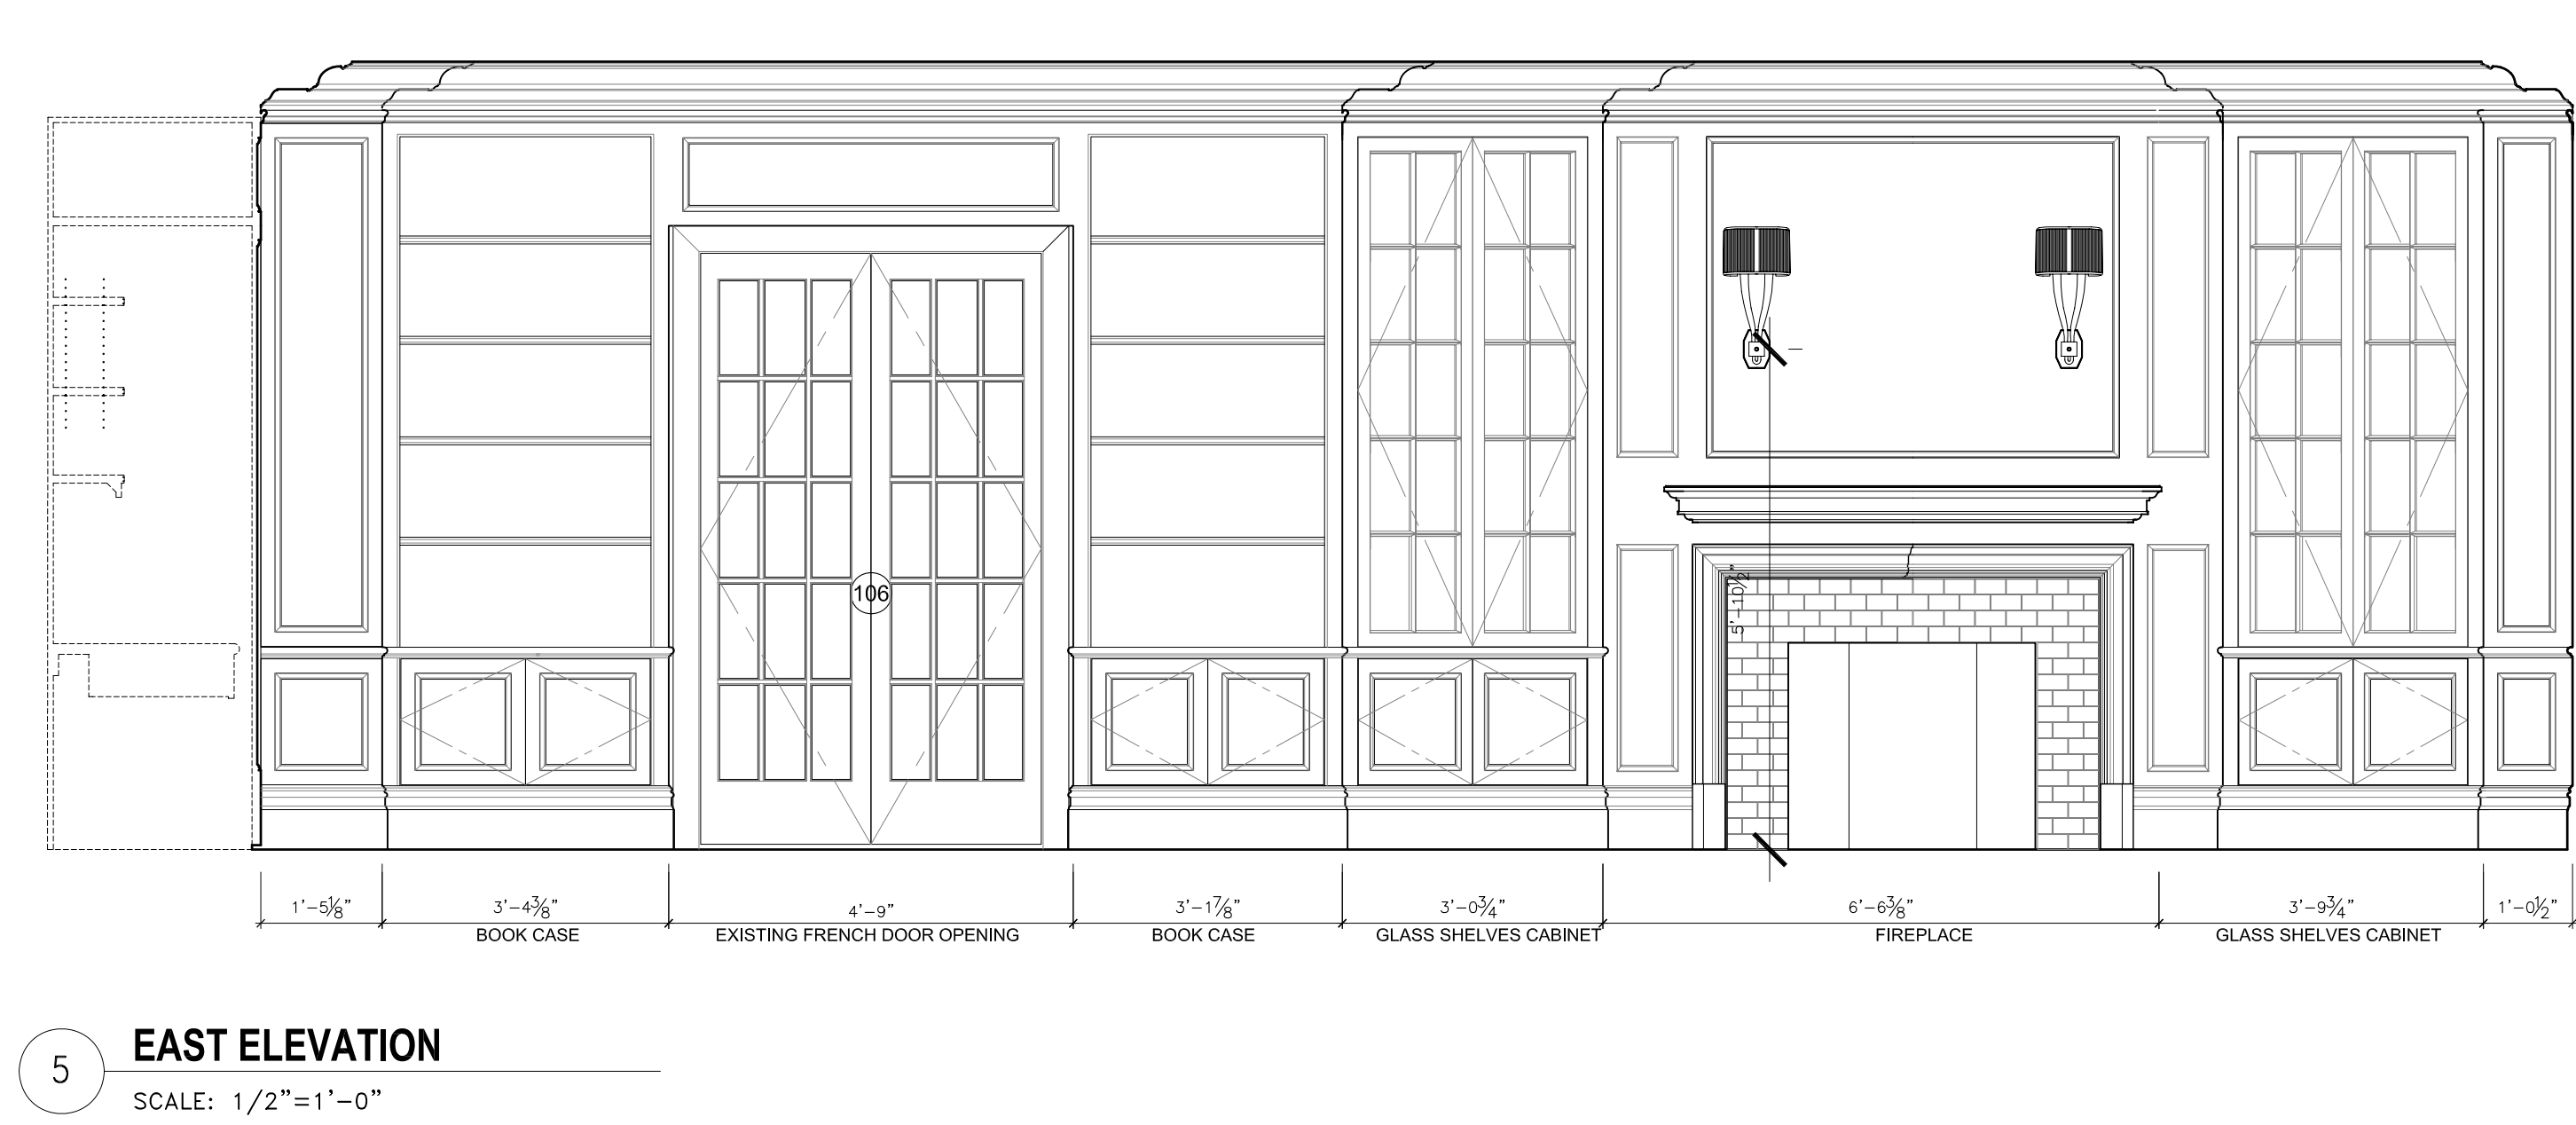 106
5'-10½"
1'-5⅛"
3'-4⅜"
4'-9"
3'-1⅞"
3'-0¾"
6'-6⅜"
3'-9¾"
1'-0½"
BOOK CASE
EXISTING FRENCH DOOR OPENING
BOOK CASE
GLASS SHELVES CABINET
FIREPLACE
GLASS SHELVES CABINET
5
EAST ELEVATION
SCALE: 1/2"=1'-0"